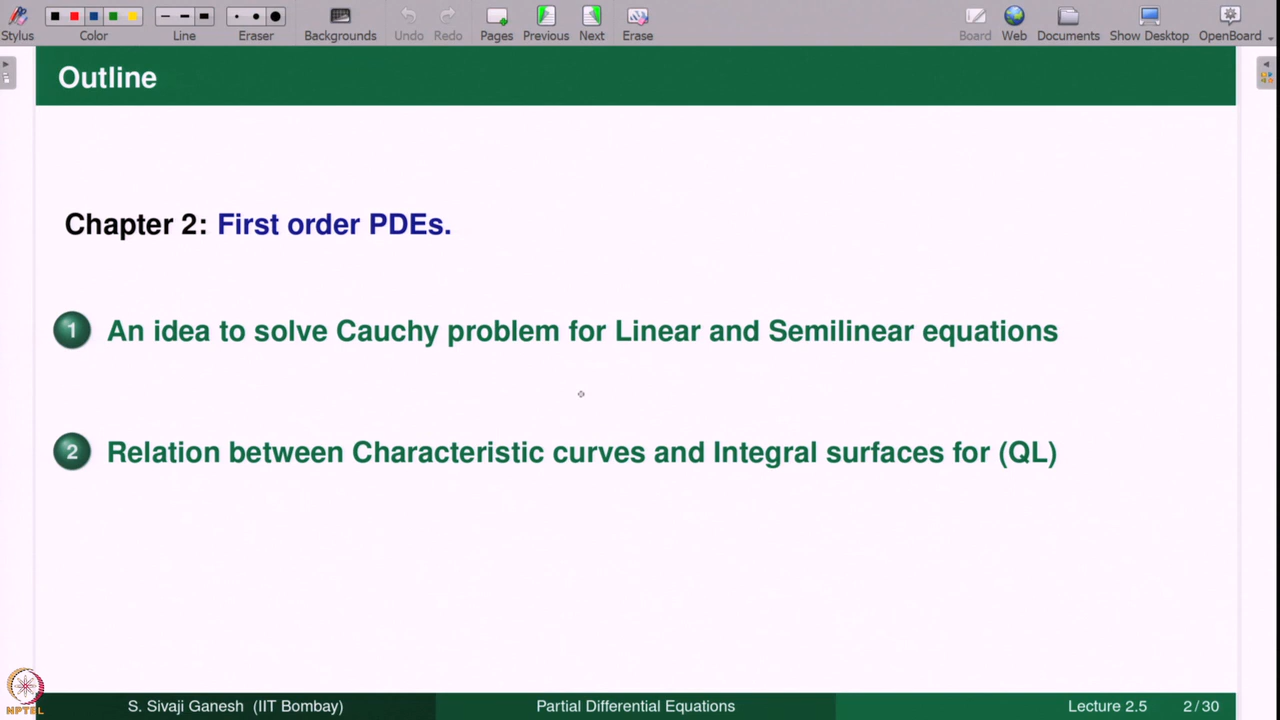 Stylus
Color
Line
Eraser
Backgrounds
Undo
Redo
Pages
Previous
Next
Erase
Board
Web
Documents
Show Desktop
OpenBoard
Outline
Chapter 2: First order PDEs.
1 An idea to solve Cauchy problem for Linear and Semilinear equations
2 Relation between Characteristic curves and Integral surfaces for (QL)
NPTEL
S. Sivaji Ganesh (IIT Bombay)
Partial Differential Equations
Lecture 2.5
2/30